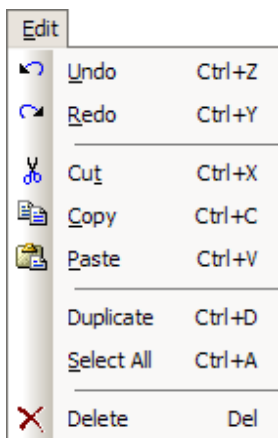 Edit
Undo Ctrl+Z
Redo Ctrl+Y
Cut Ctrl+X
Copy Ctrl+C
Paste Ctrl+V
Duplicate Ctrl+D
Select All Ctrl+A
Delete Del